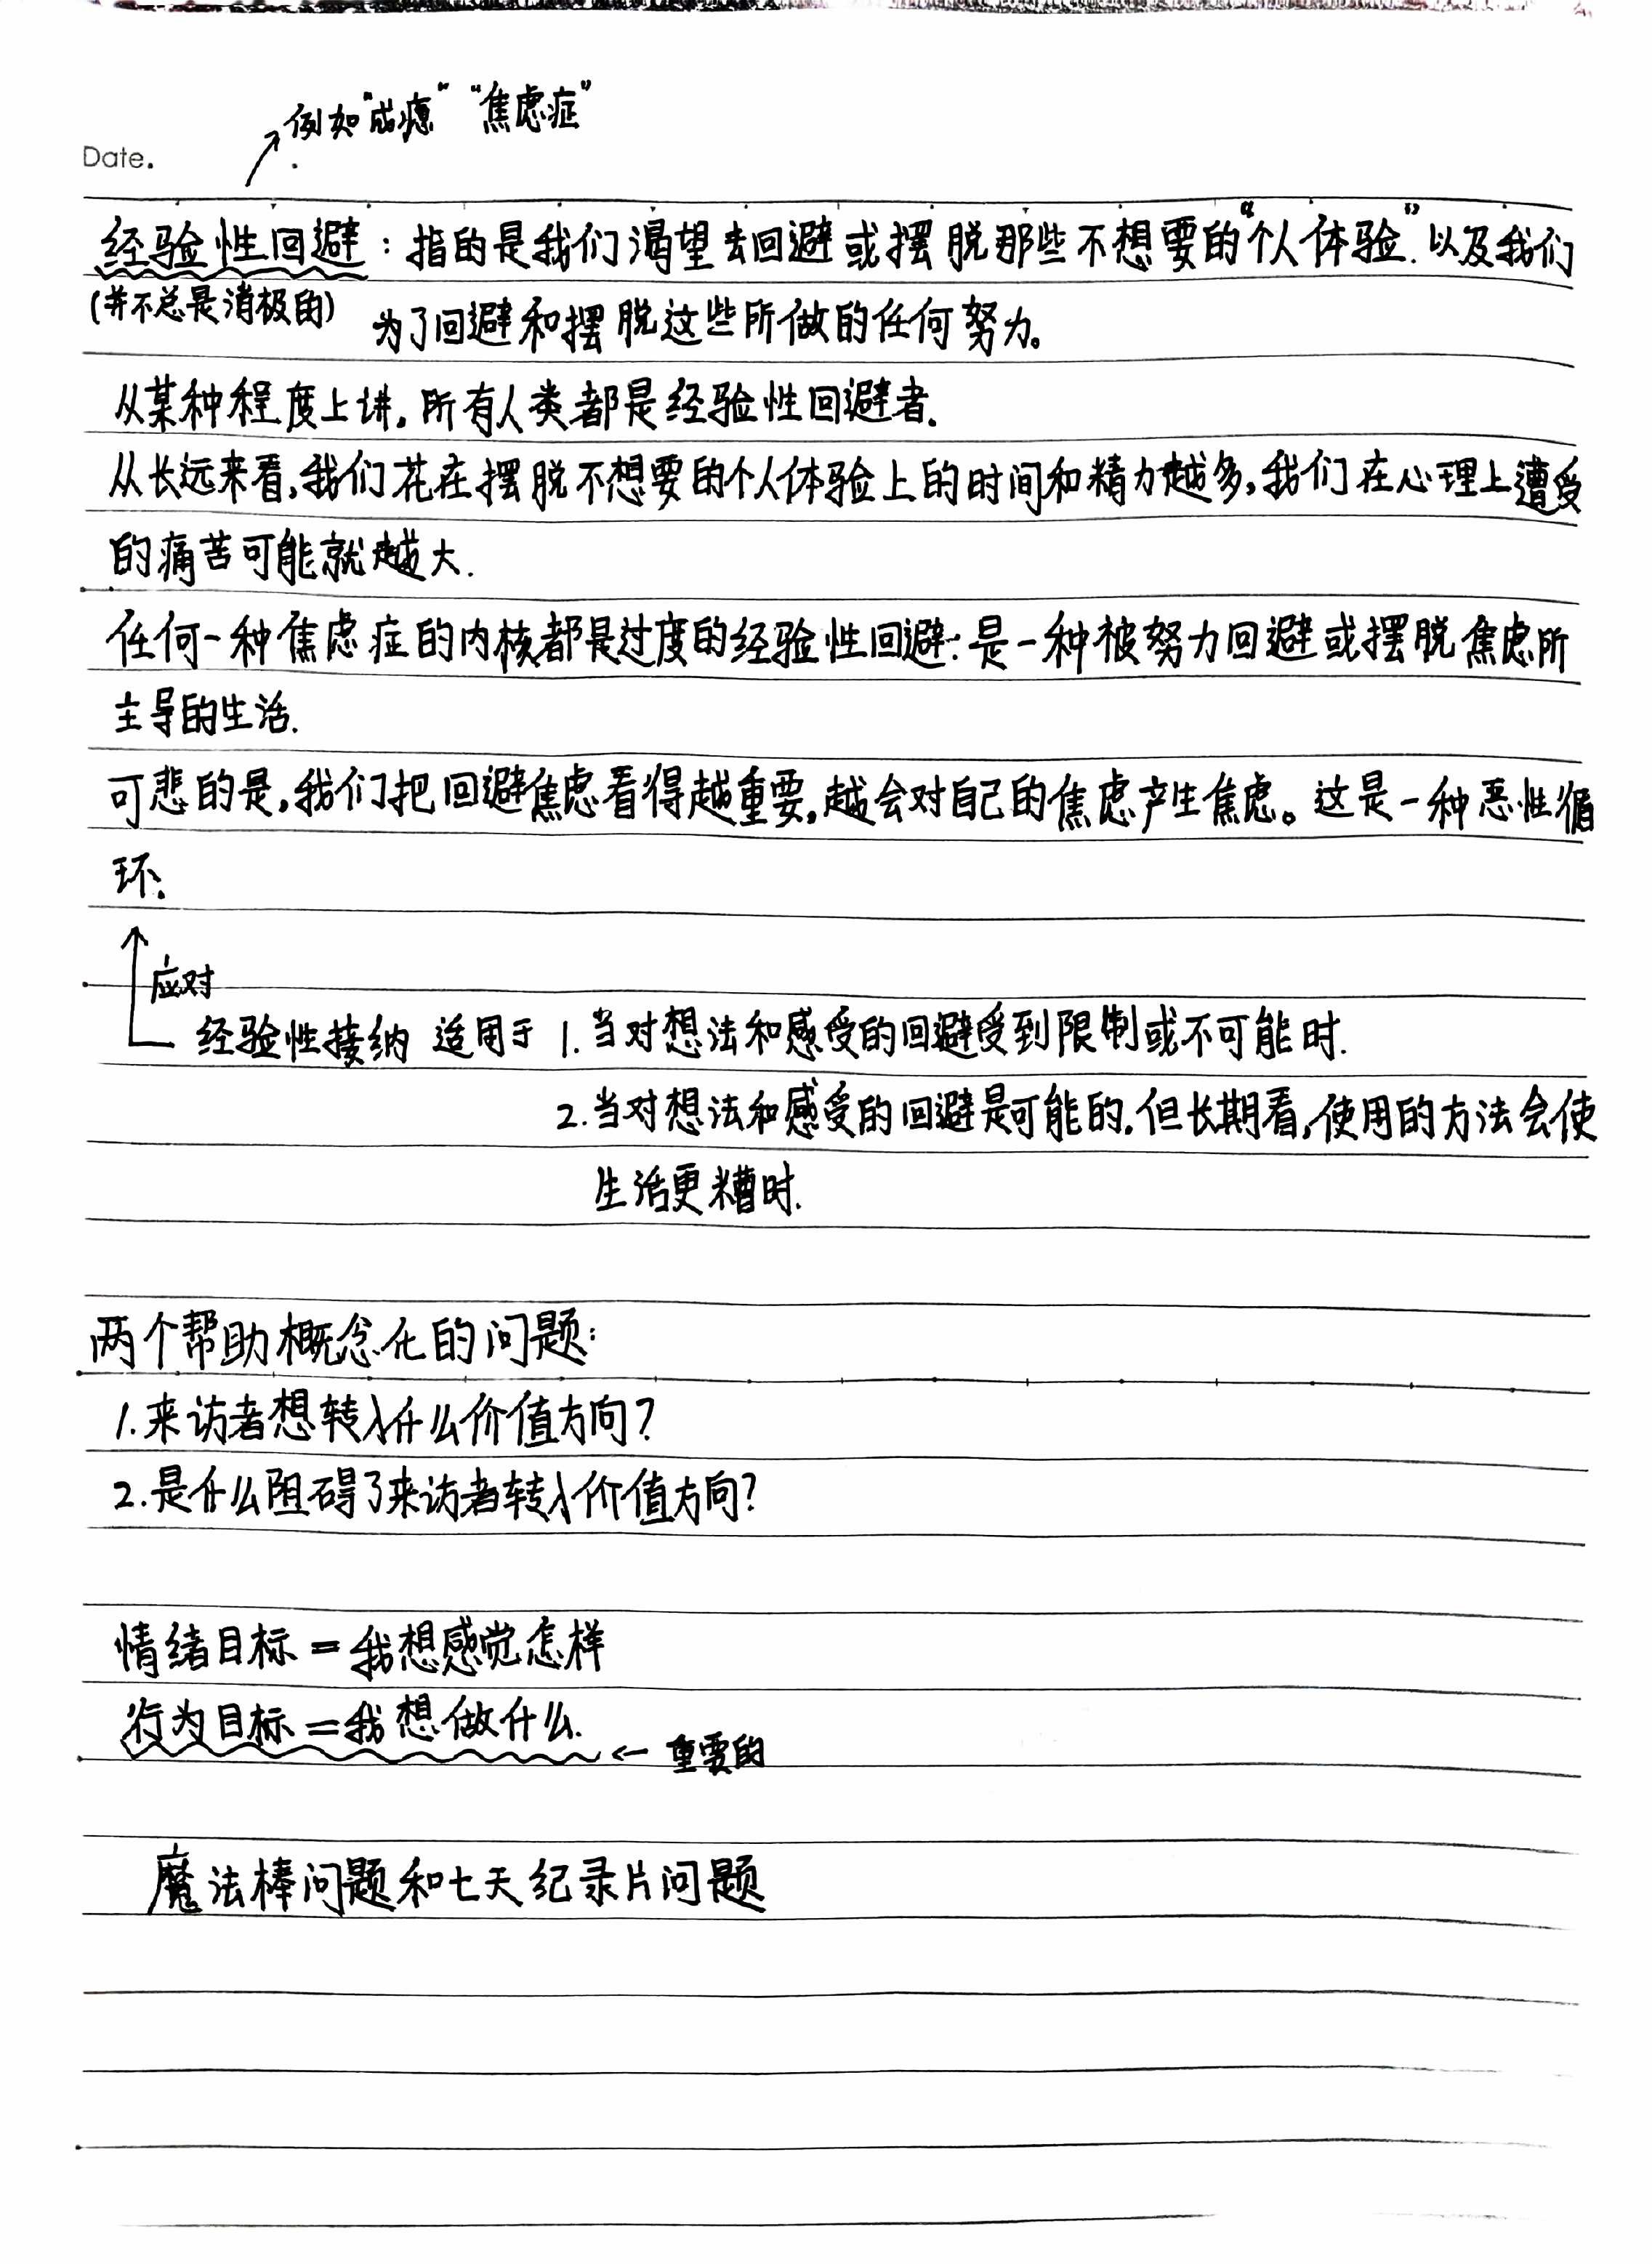 例如“成瘾” “焦虑症”
Date.
经验性回避：指的是我们渴望去回避或摆脱那些不想要的“个人体验”.以及我们
(并不总是消极的) 为了回避和摆脱这些所做的任何努力。
从某种程度上讲,所有人类都是经验性回避者.
从长远来看,我们花在摆脱不想要的个人体验上的时间和精力越多,我们在心理上遭受
的痛苦可能就越大.
任何一种焦虑症的内核都是过度的经验性回避:是一种被努力回避或摆脱焦虑所
主导的生活.
可悲的是,我们把回避焦虑看得越重要,越会对自己的焦虑产生焦虑。这是一种恶性循
环.
应对
经验性接纳 适用于 1.当对想法和感受的回避受到限制或不可能时.
2.当对想法和感受的回避是可能的,但长期看,使用的方法会使
生活更糟时.
两个帮助概念化的问题:
1.来访者想转入什么价值方向?
2.是什么阻碍了来访者转入价值方向?
情绪目标=我想感觉怎样
行为目标=我想做什么.
← 重要的
魔法棒问题和七天纪录片问题